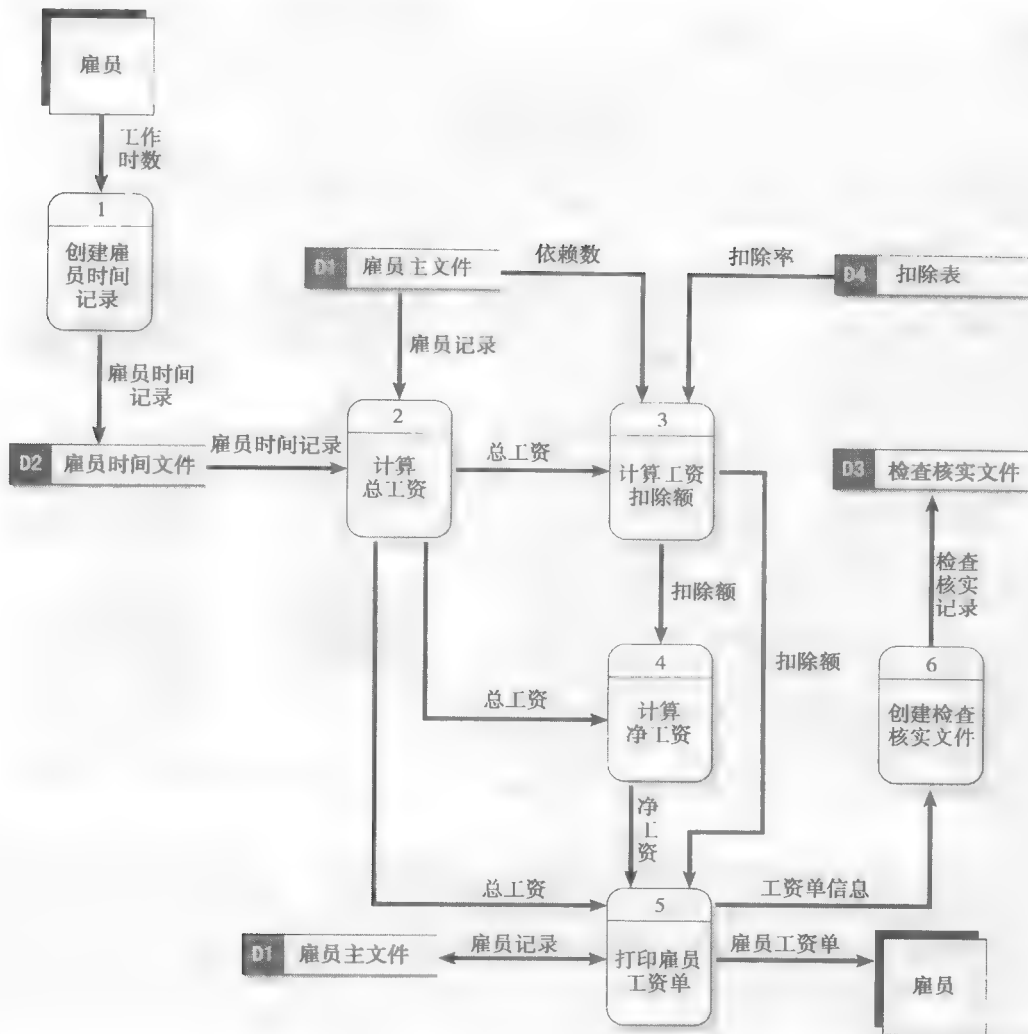 雇员
工作
时数
1
创建雇
员时间
记录
D1 雇员主文件
依赖数
扣除率
D4 扣除表
雇员时间
记录
雇员记录
D2 雇员时间文件
雇员时间记录
2
计算
总工资
总工资
3
计算工资
扣除额
D3 检查核实文件
检查
核实
记录
扣除额
扣除额
4
计算
净工资
总工资
6
创建检查
核实文件
净
工
资
总工资
5
打印雇员
工资单
工资单信息
D1 雇员主文件
雇员记录
雇员工资单
雇员